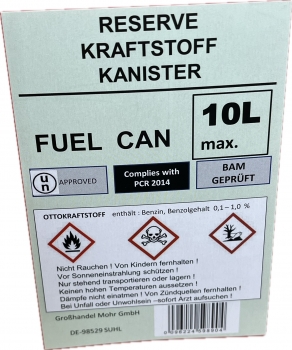 RESERVE
KRAFTSTOFF
KANISTER
FUEL CAN
10L
max.
un APPROVED
Complies with
PCR 2014
BAM
GEPRÜFT
OTTOKRAFTSTOFF enthält : Benzin, Benzolgehalt 0,1 – 1,0 %
Nicht Rauchen ! Von Kindern fernhalten !
Vor Sonneneinstrahlung schützen !
Nur stehend transportieren oder lagern !
Keinen hohen Temperaturen aussetzen !
Dämpfe nicht einatmen ! Von Zündquellen fernhalten !
Bei Unfall oder Unwohlsein -sofort Arzt aufsuchen !
Großhandel Mohr GmbH
DE-98529 SUHL